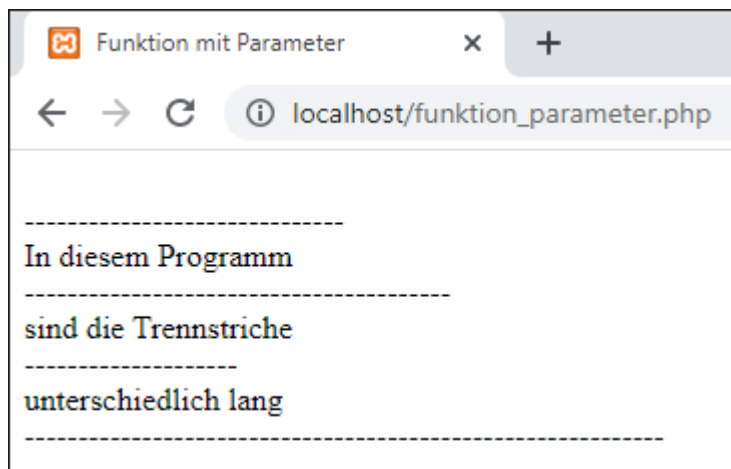 Funktion mit Parameter
localhost/funktion_parameter.php
------------------------------
In diesem Programm
----------------------------------------
sind die Trennstriche
--------------------
unterschiedlich lang
------------------------------------------------------------